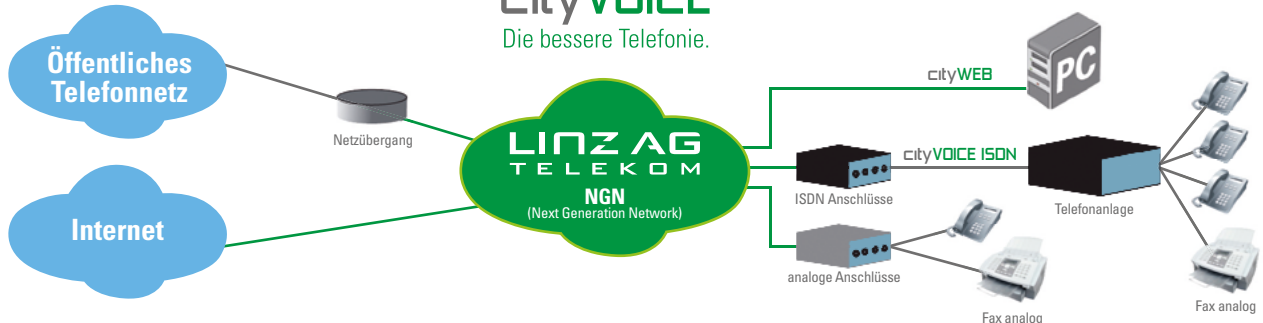 cityVOICE
Die bessere Telefonie.
Öffentliches
Telefonnetz
Netzübergang
Internet
LINZ AG
TELEKOM
NGN
(Next Generation Network)
cityWEB
PC
cityVOICE ISDN
ISDN Anschlüsse
Telefonanlage
analoge Anschlüsse
Fax analog
Fax analog